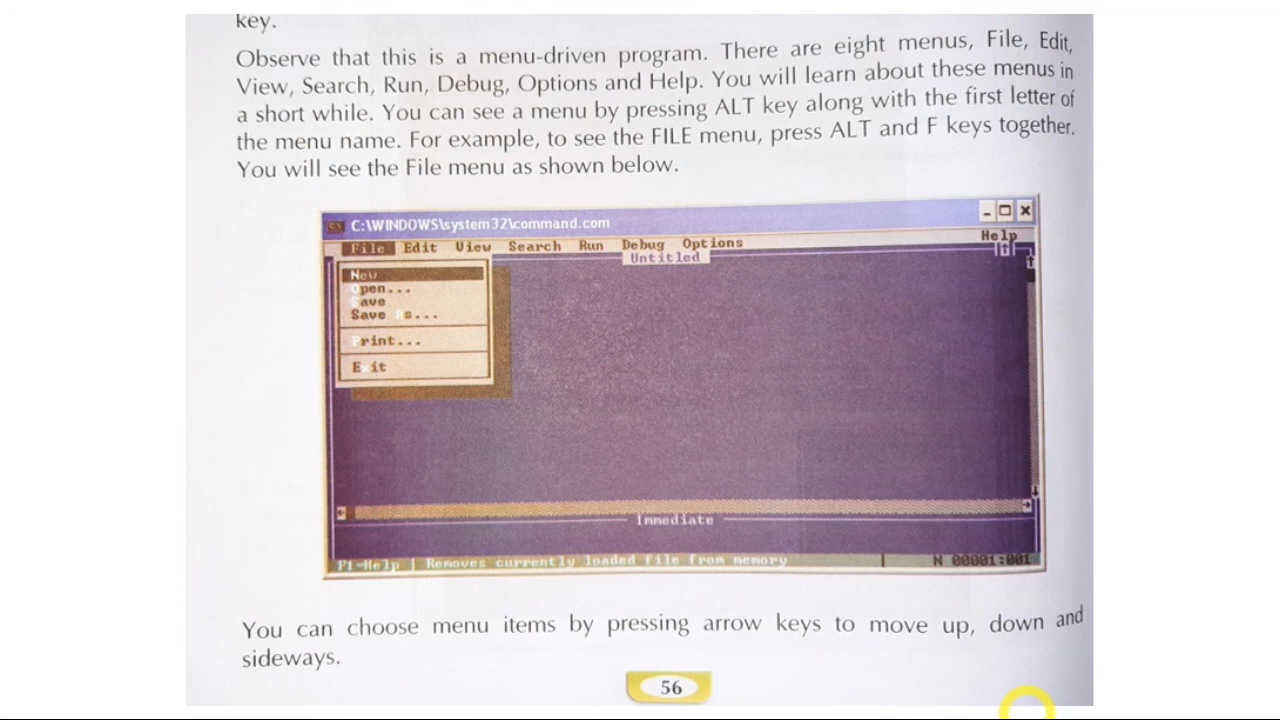 key.
Observe that this is a menu-driven program. There are eight menus, File, Edit,
View, Search, Run, Debug, Options and Help. You will learn about these menus in
a short while. You can see a menu by pressing ALT key along with the first letter of
the menu name. For example, to see the FILE menu, press ALT and F keys together.
You will see the File menu as shown below.
C:\WINDOWS\system32\command.com
File Edit View Search Run Debug Options Help
Untitled
New
Open...
Save
Save As...
Print...
Exit
Immediate
F1=Help | Removes currently loaded file from memory N 00001:001
You can choose menu items by pressing arrow keys to move up, down and
sideways.
56